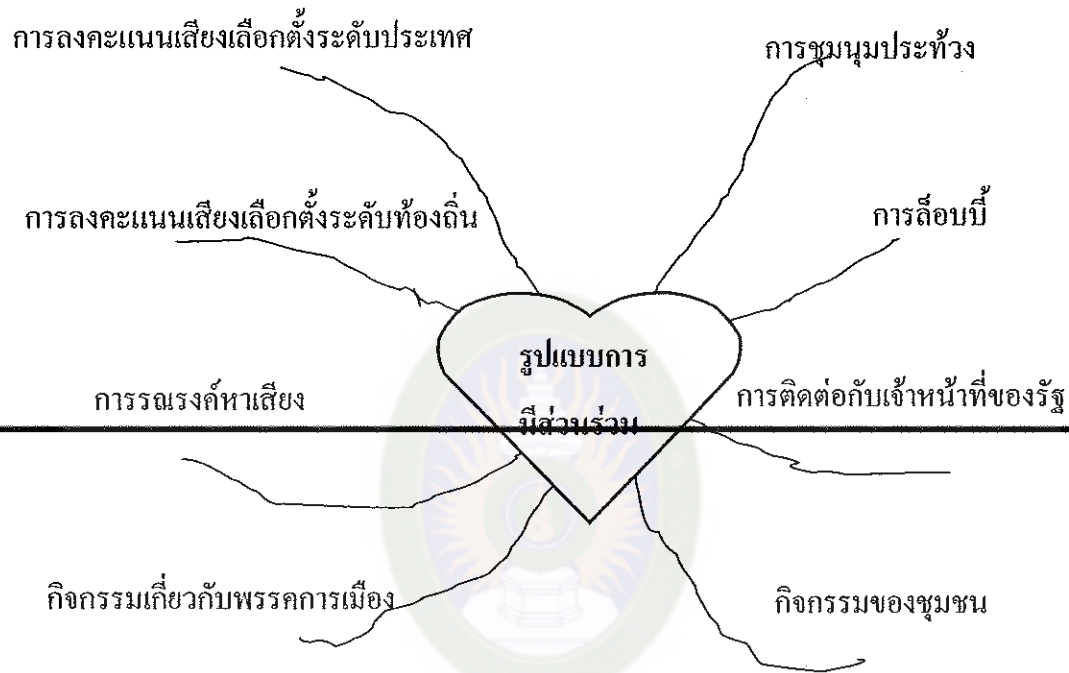 การลงคะแนนเสียงเลือกตั้งระดับประเทศ
การชุมนุมประท้วง
การลงคะแนนเสียงเลือกตั้งระดับท้องถิ่น
การล็อบบี้
รูปแบบการ
มีส่วนร่วม
การรณรงค์หาเสียง
การติดต่อกับเจ้าหน้าที่ของรัฐ
กิจกรรมเกี่ยวกับพรรคการเมือง
กิจกรรมของชุมชน